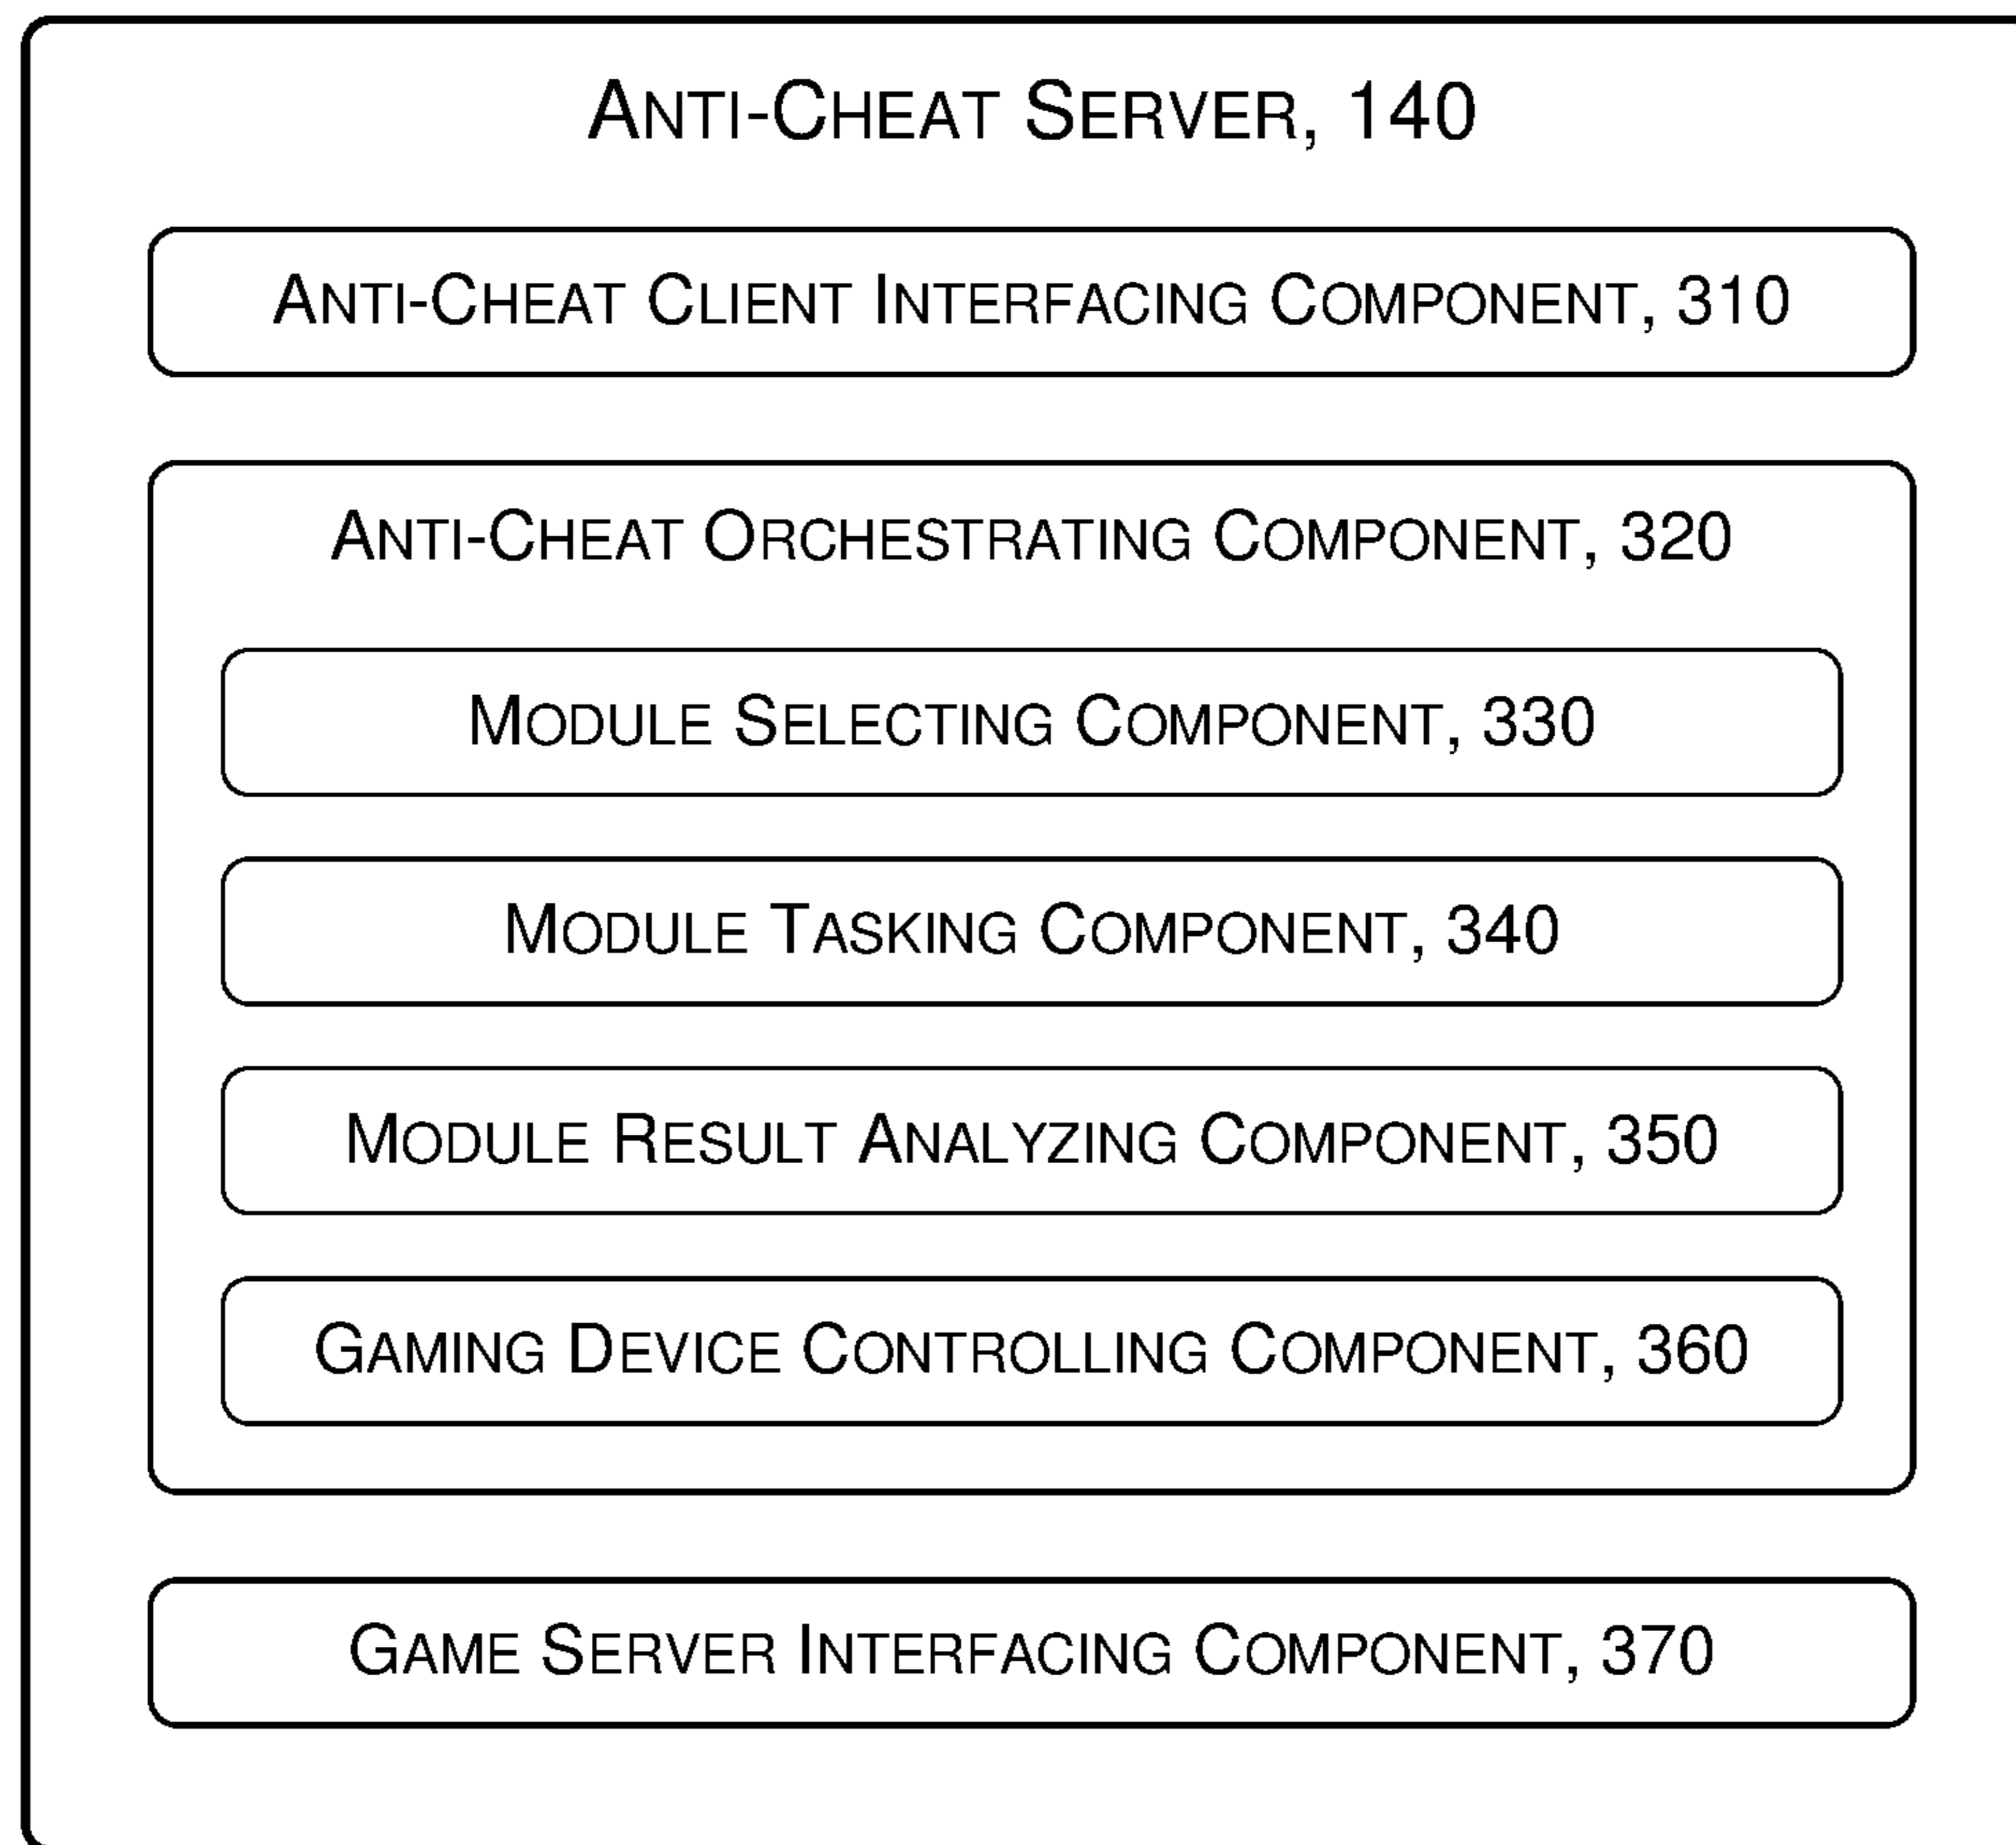 ANTI-CHEAT SERVER, 140
ANTI-CHEAT CLIENT INTERFACING COMPONENT, 310
ANTI-CHEAT ORCHESTRATING COMPONENT, 320
MODULE SELECTING COMPONENT, 330
MODULE TASKING COMPONENT, 340
MODULE RESULT ANALYZING COMPONENT, 350
GAMING DEVICE CONTROLLING COMPONENT, 360
GAME SERVER INTERFACING COMPONENT, 370